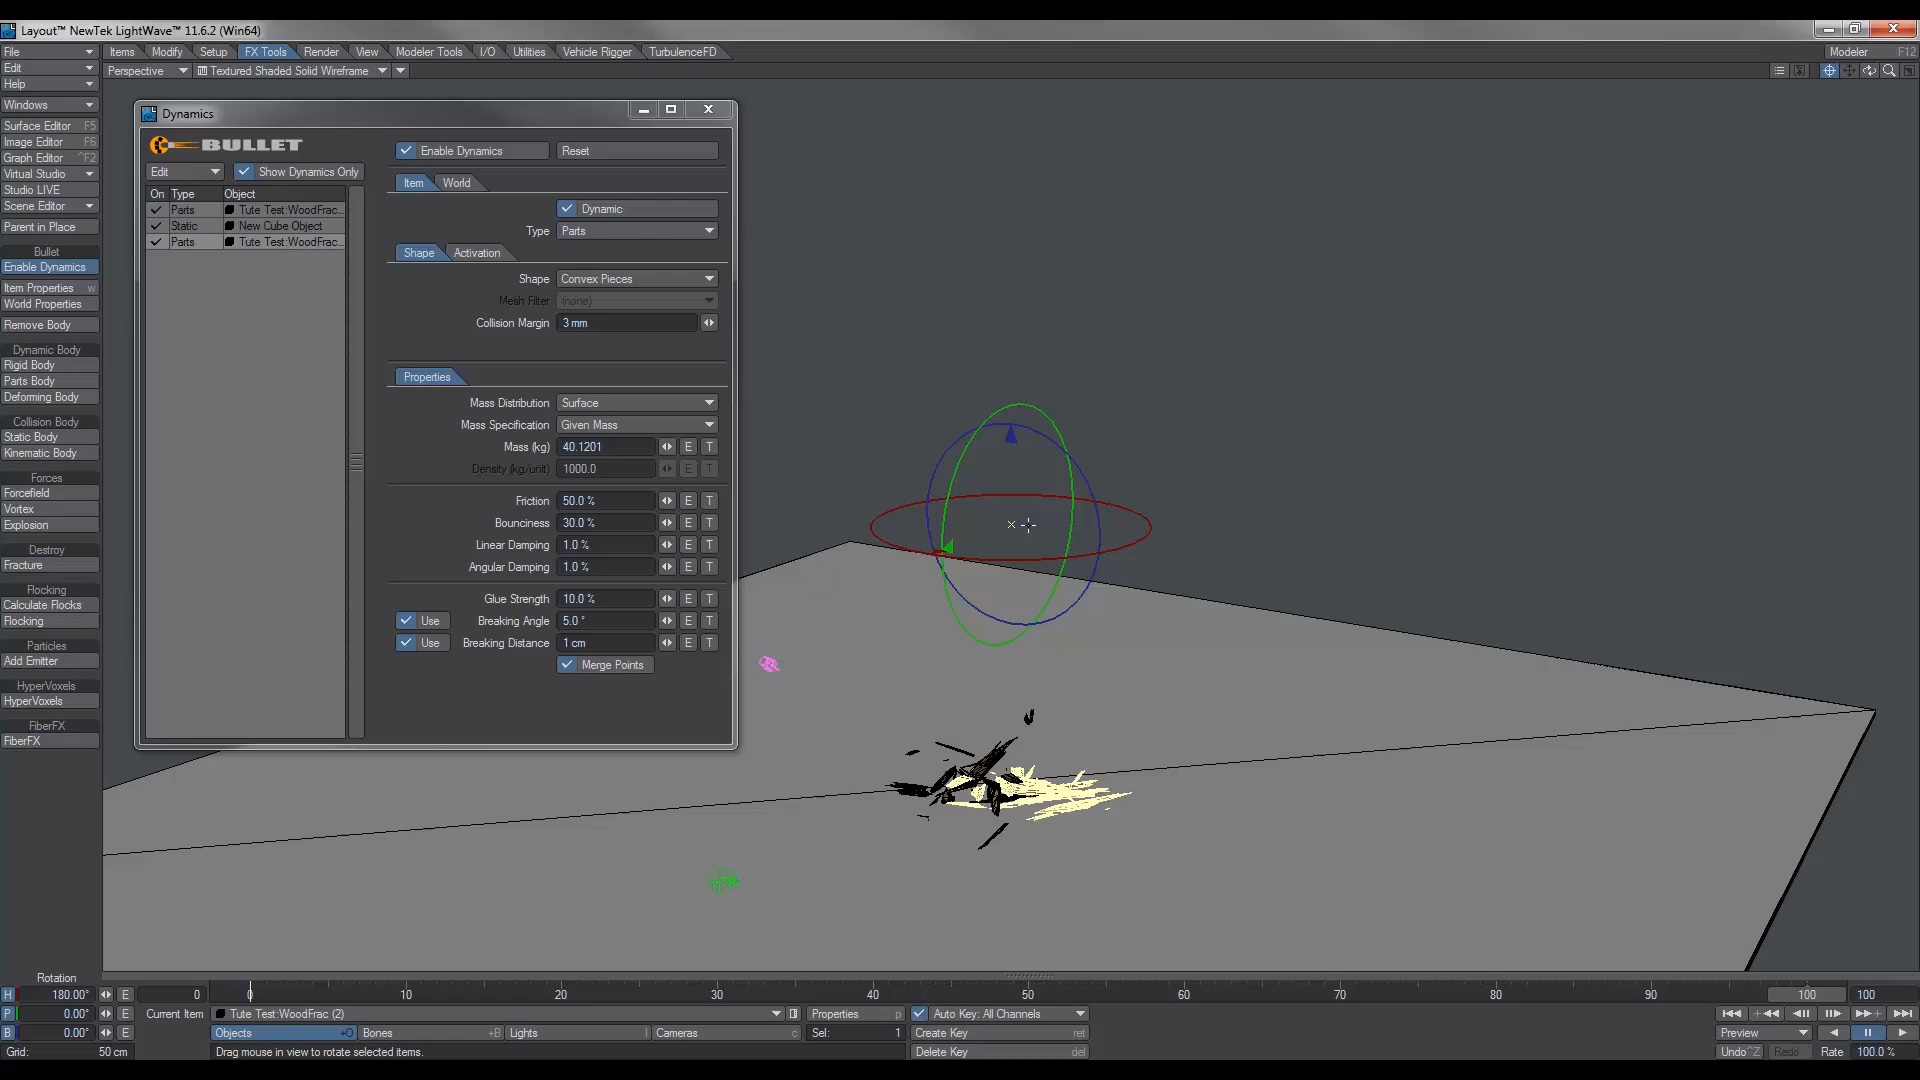 Layout™ NewTek LightWave™ 11.6.2 (Win64)
File Items Modify Setup FX Tools Render View Modeler Tools I/O Utilities Vehicle Rigger TurbulenceFD Modeler F12
Edit Perspective Textured Shaded Solid Wireframe
Help
Windows
Surface Editor F5
Image Editor F6
Graph Editor ^F2
Virtual Studio
Studio LIVE
Scene Editor
Parent in Place
Bullet
Enable Dynamics
Item Properties w
World Properties
Remove Body
Dynamic Body
Rigid Body
Parts Body
Deforming Body
Collision Body
Static Body
Kinematic Body
Forces
Forcefield
Vortex
Explosion
Destroy
Fracture
Flocking
Calculate Flocks
Flocking
Particles
Add Emitter
HyperVoxels
HyperVoxels
FiberFX
FiberFX
Dynamics
BULLET
Edit Show Dynamics Only
On Type Object
Parts Tute Test:WoodFrac...
Static New Cube Object
Parts Tute Test:WoodFrac...
Enable Dynamics Reset
Item World
Dynamic
Type Parts
Shape Activation
Shape Convex Pieces
Mesh Filter (none)
Collision Margin 3 mm
Properties
Mass Distribution Surface
Mass Specification Given Mass
Mass (kg) 40.1201 E T
Density (kg/unit) 1000.0 E T
Friction 50.0 % E T
Bounciness 30.0 % E T
Linear Damping 1.0 % E T
Angular Damping 1.0 % E T
Glue Strength 10.0 % E T
Use Breaking Angle 5.0 ° E T
Use Breaking Distance 1 cm E T
Merge Points
Rotation
H 180.00° E 0 0 10 20 30 40 50 60 70 80 90 100 100
P 0.00° E Current Item Tute Test:WoodFrac (2) Properties p Auto Key: All Channels
B 0.00° E Objects +O Bones +B Lights l Cameras c Sel: 1 Create Key ret Preview
Grid: 50 cm Drag mouse in view to rotate selected items. Delete Key del Undo ^Z Redo Rate 100.0 %